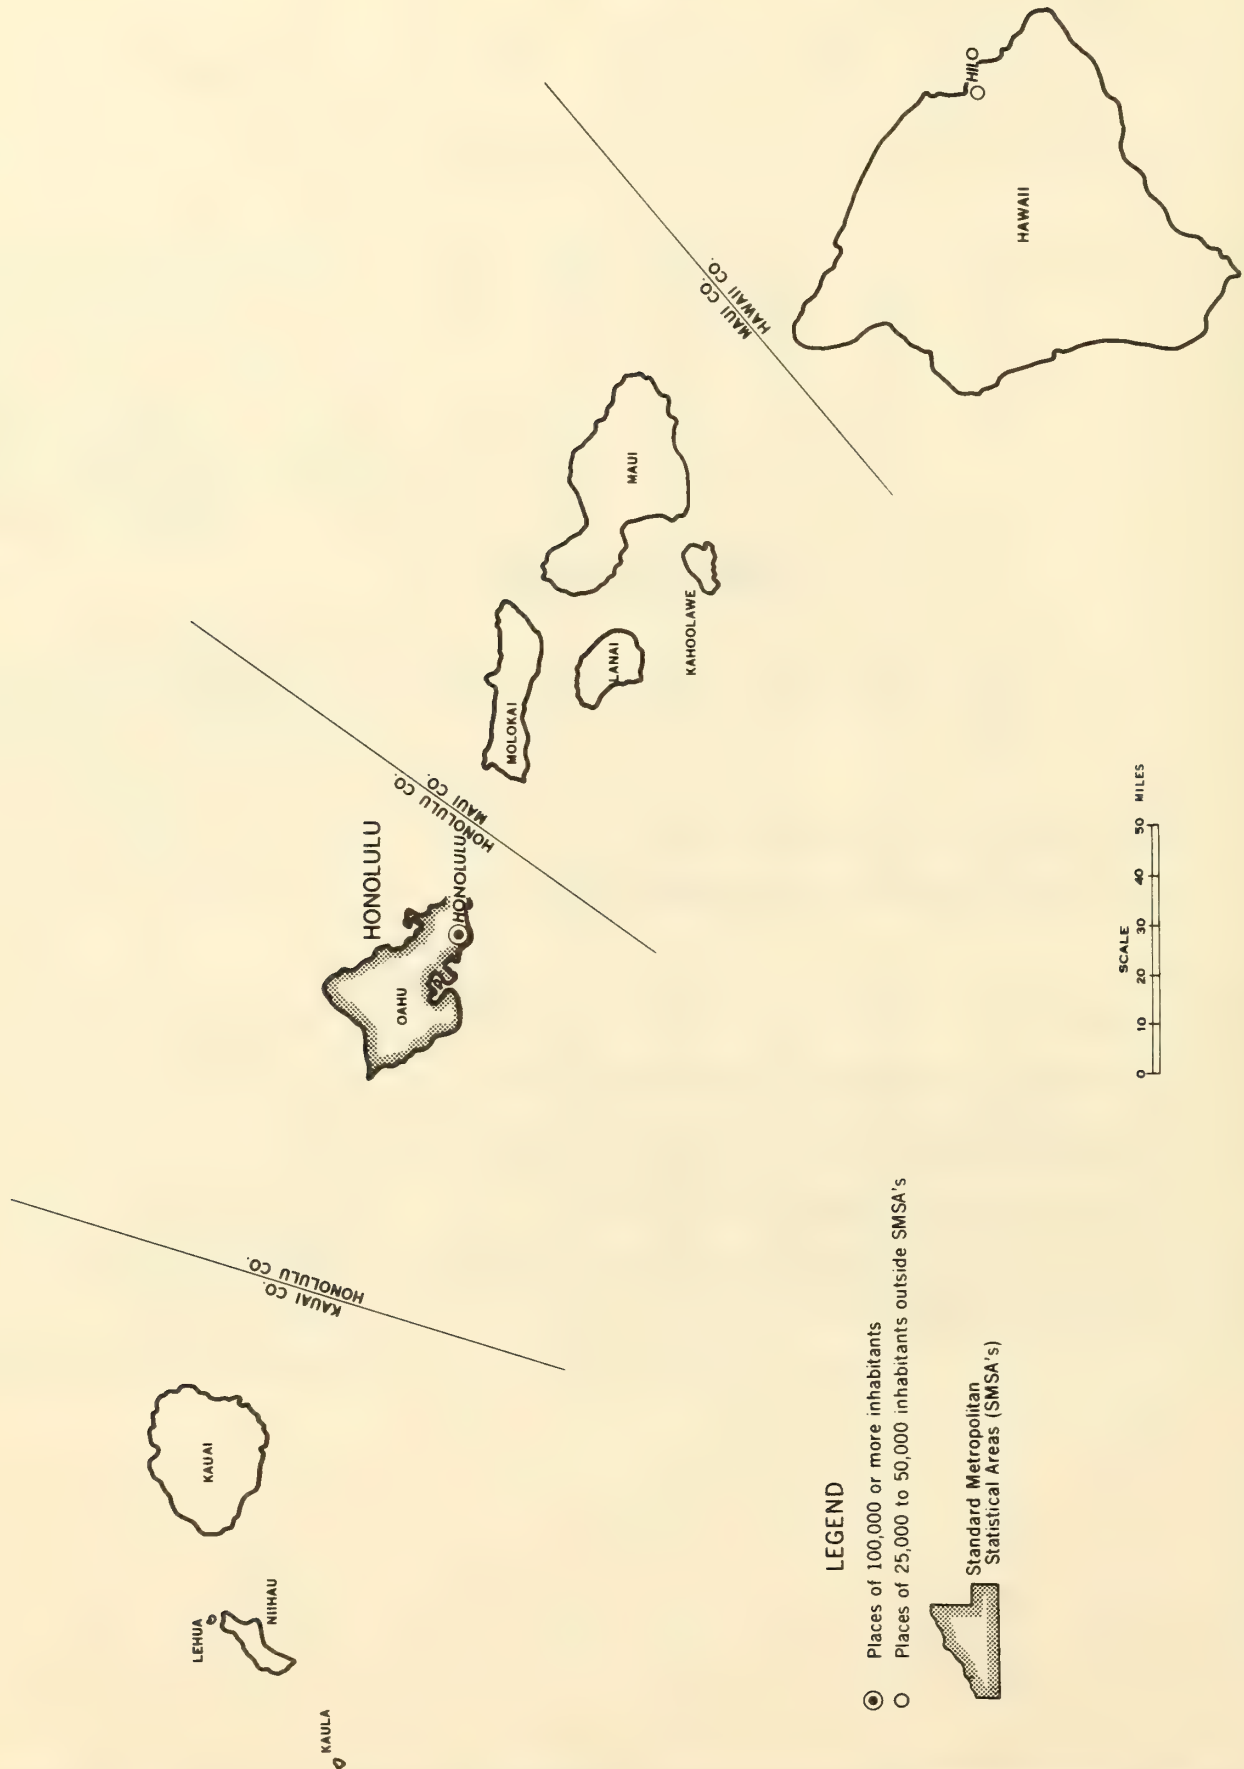 LEHUA
NIIHAU
KAULA
KAUAI
KAUAI CO.
HONOLULU CO.
HONOLULU
OAHU
HONOLULU
HONOLULU CO.
MAUI CO.
MOLOKAI
LANAI
MAUI
KAHOOLAWE
MAUI CO.
HAWAII CO.
HILO
HAWAII
LEGEND
Places of 100,000 or more inhabitants
Places of 25,000 to 50,000 inhabitants outside SMSA's
Standard Metropolitan
Statistical Areas (SMSA's)
SCALE
0 10 20 30 40 50 MILES